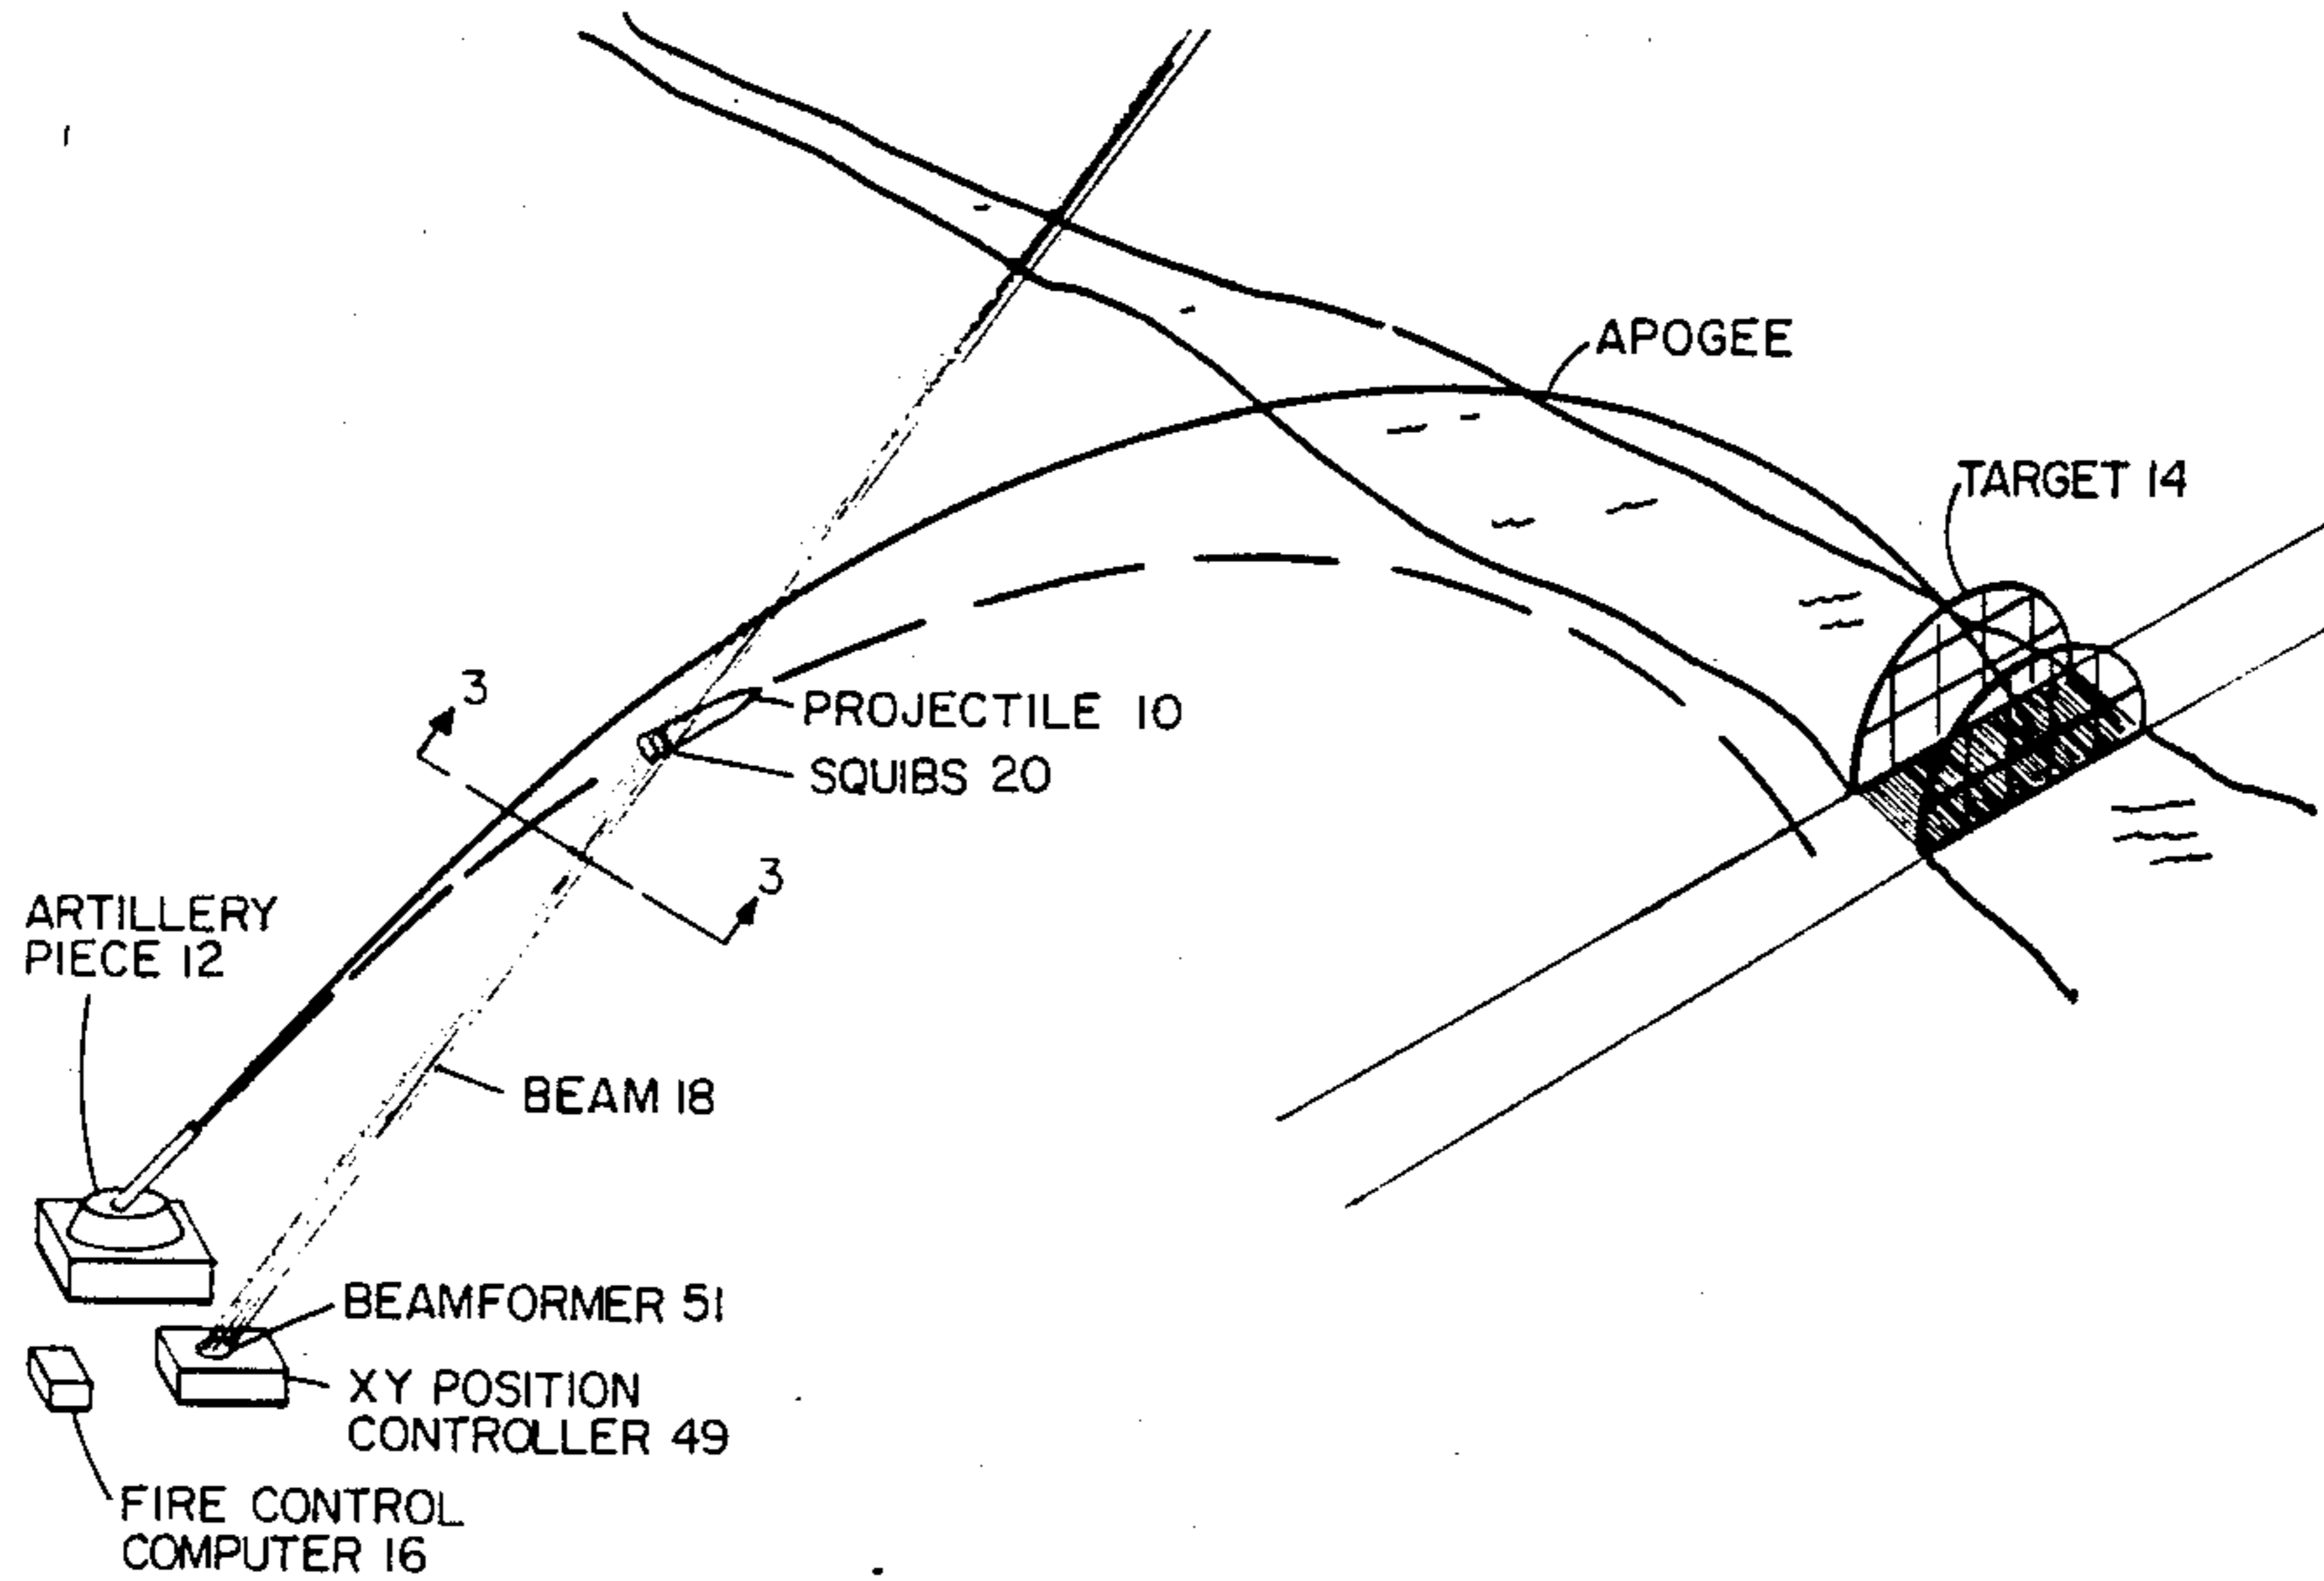 APOGEE
TARGET 14
3
PROJECTILE 10
SQUIBS 20
3
ARTILLERY
PIECE 12
BEAM 18
BEAMFORMER 51
XY POSITION
CONTROLLER 49
FIRE CONTROL
COMPUTER 16